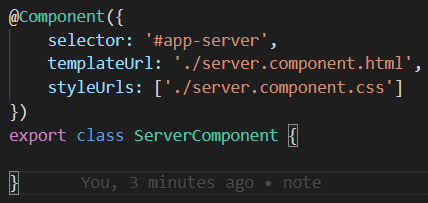 @Component({
    selector: '#app-server',
    templateUrl: './server.component.html',
    styleUrls: ['./server.component.css']
})
export class ServerComponent {
}        You, 3 minutes ago • note